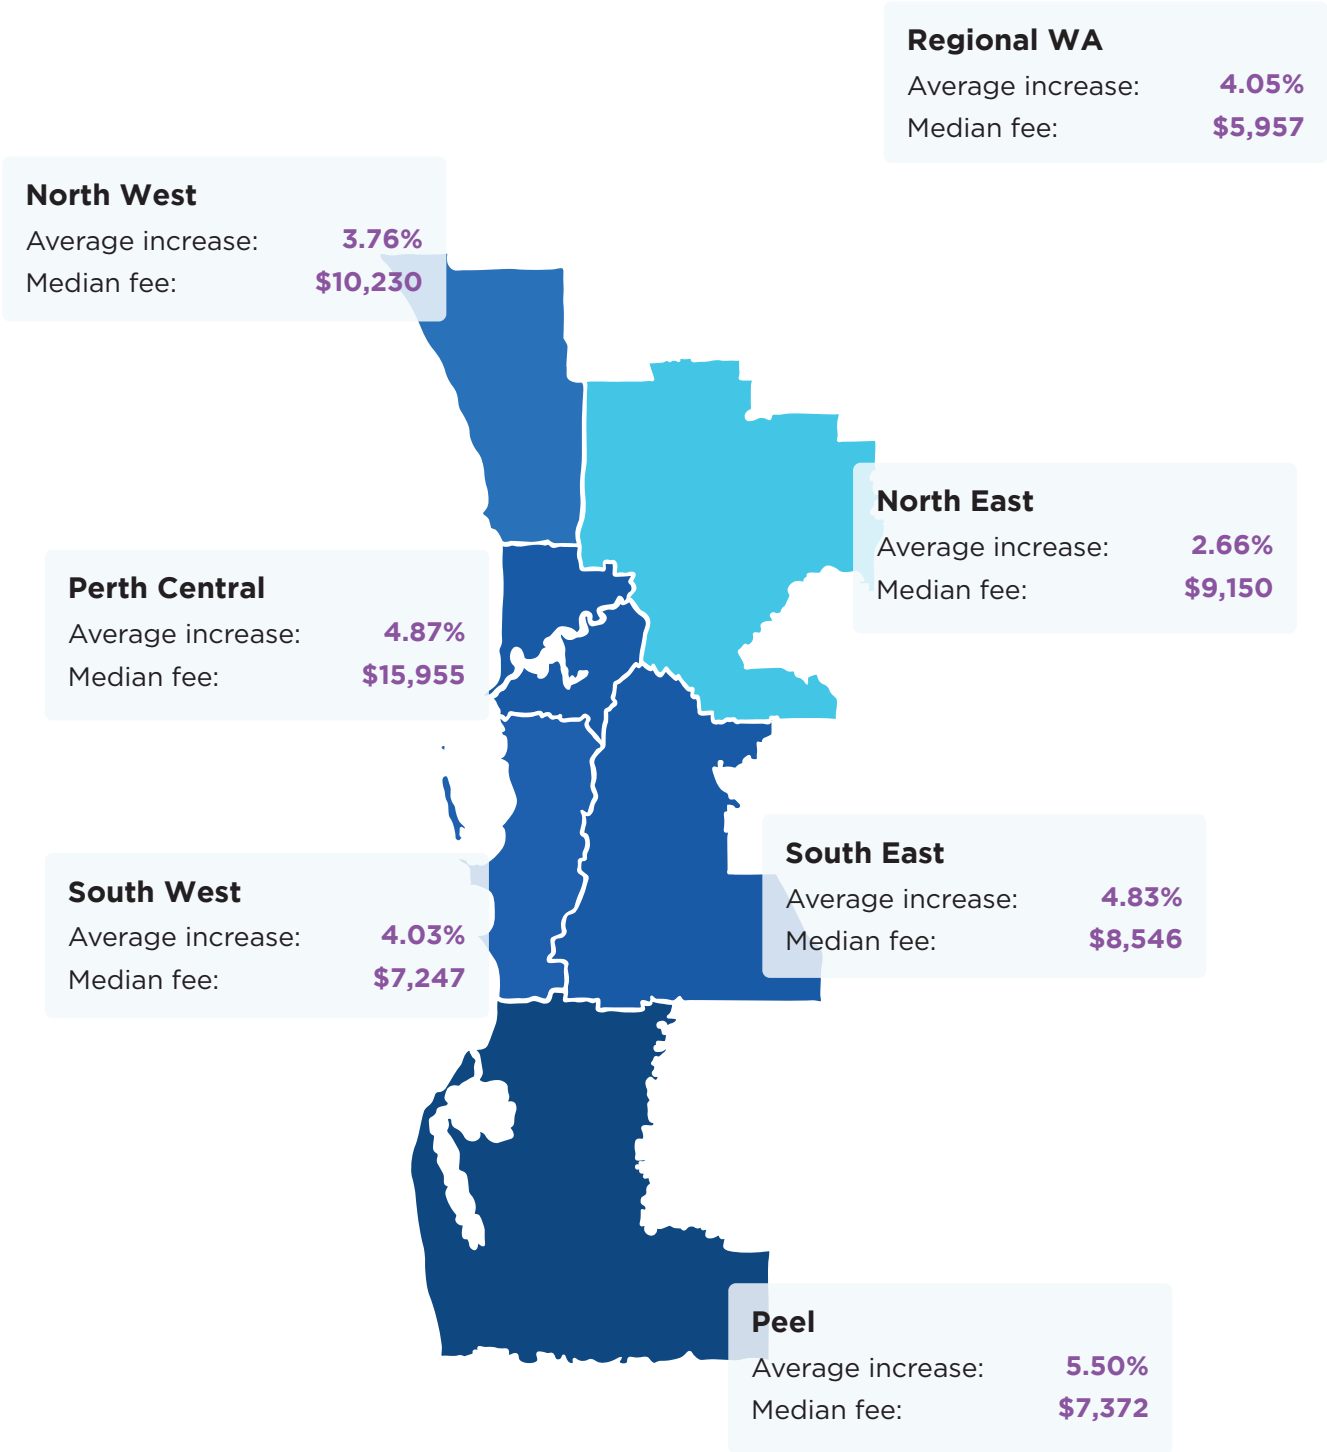 Regional WA
Average increase: 4.05%
Median fee: $5,957
North West
Average increase: 3.76%
Median fee: $10,230
North East
Average increase: 2.66%
Median fee: $9,150
Perth Central
Average increase: 4.87%
Median fee: $15,955
South East
Average increase: 4.83%
Median fee: $8,546
South West
Average increase: 4.03%
Median fee: $7,247
Peel
Average increase: 5.50%
Median fee: $7,372